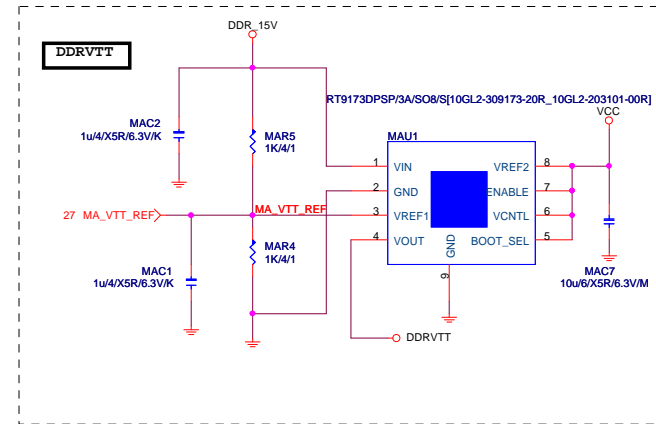 DDR_15V
DDRVTT
RT9173DPSP/3A/SO8/S[10GL2-309173-20R_10GL2-203101-00R]
VCC
MAC2
1u/4/X5R/6.3V/K
MAR5
1K/4/1
MAU1
1 VIN VREF2 8
2 GND ENABLE 7
27 MA_VTT_REF MA_VTT_REF 3 VREF1 VCNTL 6
4 VOUT BOOT_SEL 5
GND
9
MAR4
1K/4/1
MAC1
1u/4/X5R/6.3V/K
MAC7
10u/6/X5R/6.3V/M
DDRVTT